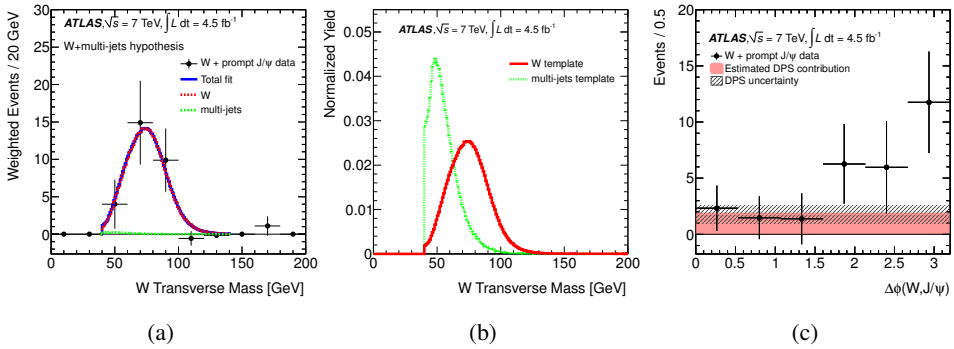 ATLAS,√s = 7 TeV, ∫L dt = 4.5 fb⁻¹
W+multi-jets hypothesis
W + prompt J/ψ data
Total fit
W
multi-jets
Weighted Events / 20 GeV
30
25
20
15
10
5
0
-5
0 50 100 150 200
W Transverse Mass [GeV]
(a)
ATLAS,√s = 7 TeV, ∫L dt = 4.5 fb⁻¹
W template
multi-jets template
Normalized Yield
0.05
0.04
0.03
0.02
0.01
0.00
0 50 100 150 200
W Transverse Mass [GeV]
(b)
ATLAS,√s = 7 TeV, ∫L dt = 4.5 fb⁻¹
W + prompt J/ψ data
Estimated DPS contribution
DPS uncertainty
Events / 0.5
20
15
10
5
0
0 0.5 1 1.5 2 2.5 3
Δϕ(W,J/ψ)
(c)